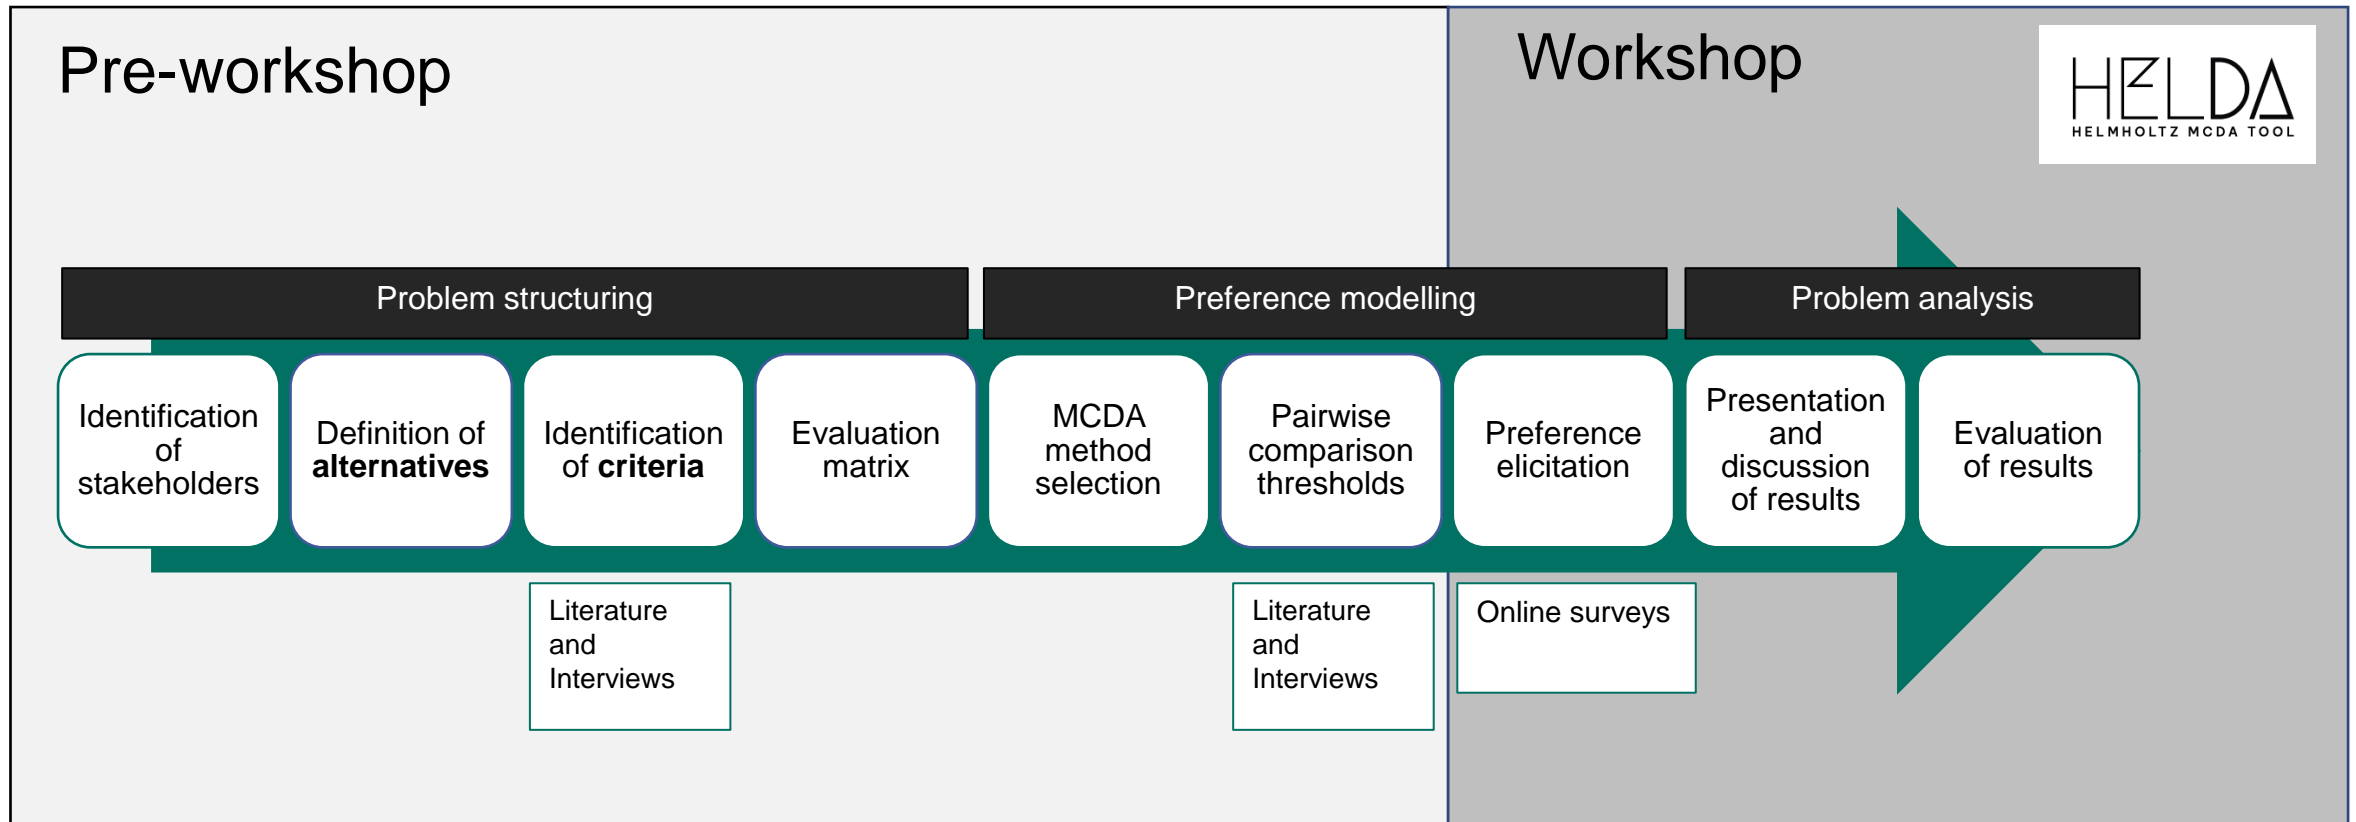 Pre-workshop
Workshop
HELDA
HELMHOLTZ MCDA TOOL
Problem structuring
Preference modelling
Problem analysis
Identification
of
stakeholders
Definition of
alternatives
Identification
of criteria
Evaluation
matrix
MCDA
method
selection
Pairwise
comparison
thresholds
Preference
elicitation
Presentation
and
discussion
of results
Evaluation
of results
Literature
and
Interviews
Literature
and
Interviews
Online surveys